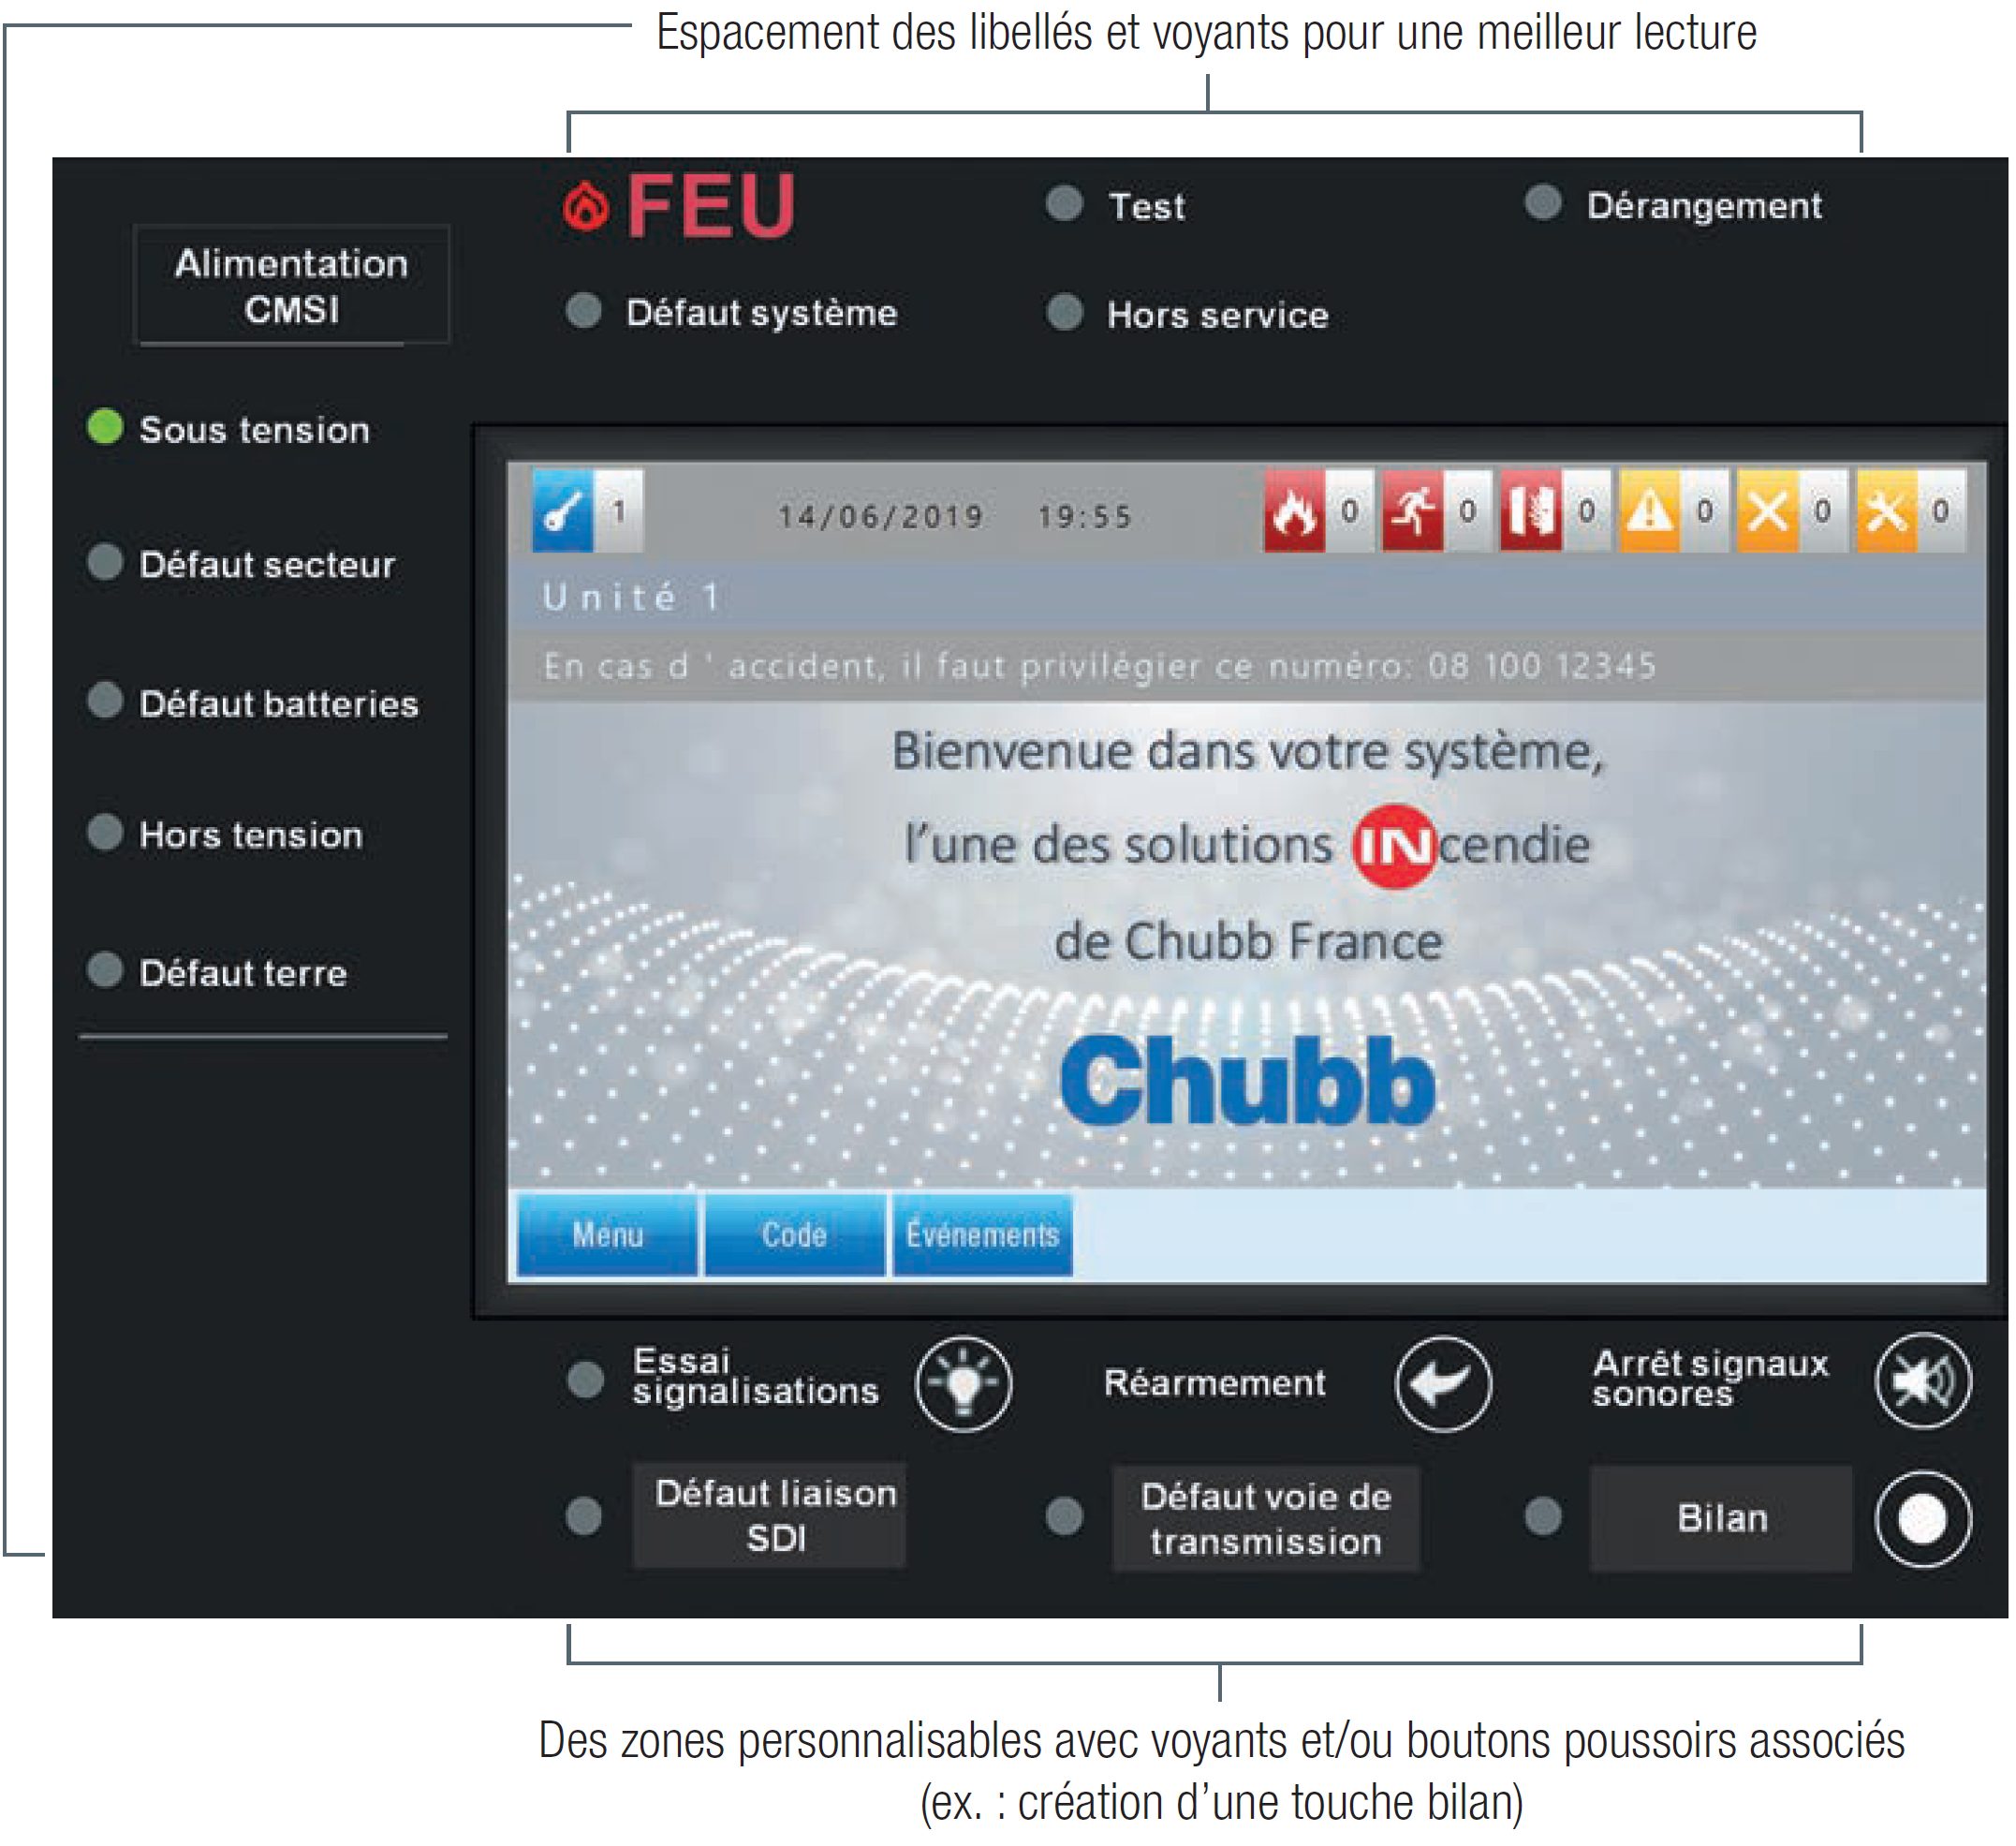 Espacement des libellés et voyants pour une meilleur lecture
FEU
Test
Dérangement
Défaut système
Hors service
Alimentation
CMSI
Sous tension
Défaut secteur
Défaut batteries
Hors tension
Défaut terre
1
14/06/2019 19:55
0 0 0 0 0 0
Unité 1
En cas d ' accident, il faut privilégier ce numéro: 08 100 12345
Bienvenue dans votre système,
l'une des solutions INcendie
de Chubb France
Chubb
Menu
Code
Événements
Essai
signalisations
Réarmement
Arrêt signaux
sonores
Défaut liaison
SDI
Défaut voie de
transmission
Bilan
Des zones personnalisables avec voyants et/ou boutons poussoirs associés
(ex. : création d'une touche bilan)